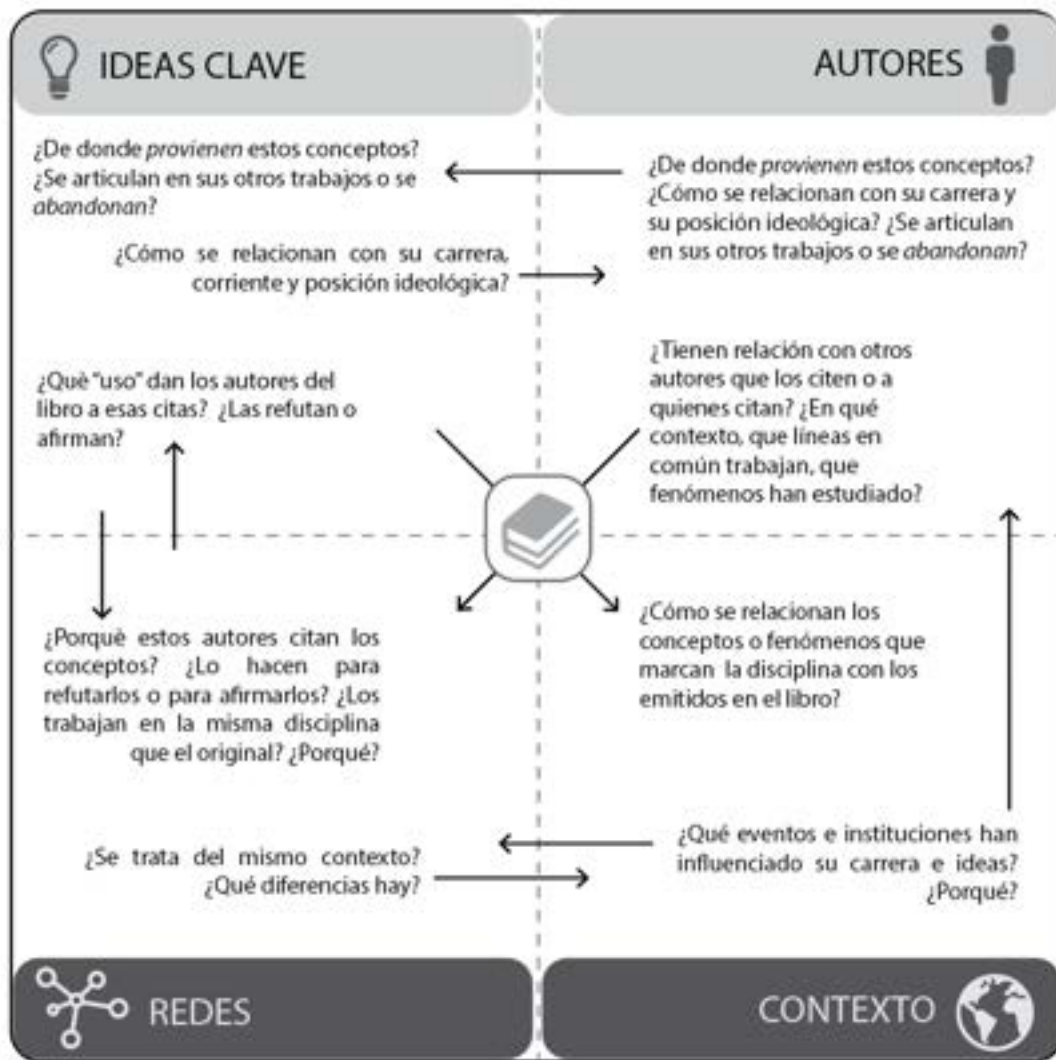 IDEAS CLAVE
AUTORES
¿De donde provienen estos conceptos?
¿Se articulan en sus otros trabajos o se
abandonan?
¿De donde provienen estos conceptos?
¿Cómo se relacionan con su carrera y
su posición ideológica? ¿Se articulan
en sus otros trabajos o se abandonan?
¿Cómo se relacionan con su carrera,
corriente y posición ideológica?
¿Què "uso" dan los autores del
libro a esas citas? ¿Las refutan o
afirman?
¿Tienen relación con otros
autores que los citen o a
quienes citan? ¿En qué
contexto, que líneas en
común trabajan, que
fenómenos han estudiado?
¿Porquè estos autores citan los
conceptos? ¿Lo hacen para
refutarlos o para afirmarlos? ¿Los
trabajan en la misma disciplina
que el original? ¿Porqué?
¿Cómo se relacionan los
conceptos o fenómenos que
marcan la disciplina con los
emitidos en el libro?
¿Se trata del mismo contexto?
¿Qué diferencias hay?
¿Qué eventos e instituciones han
influenciado su carrera e ideas?
¿Porqué?
REDES
CONTEXTO